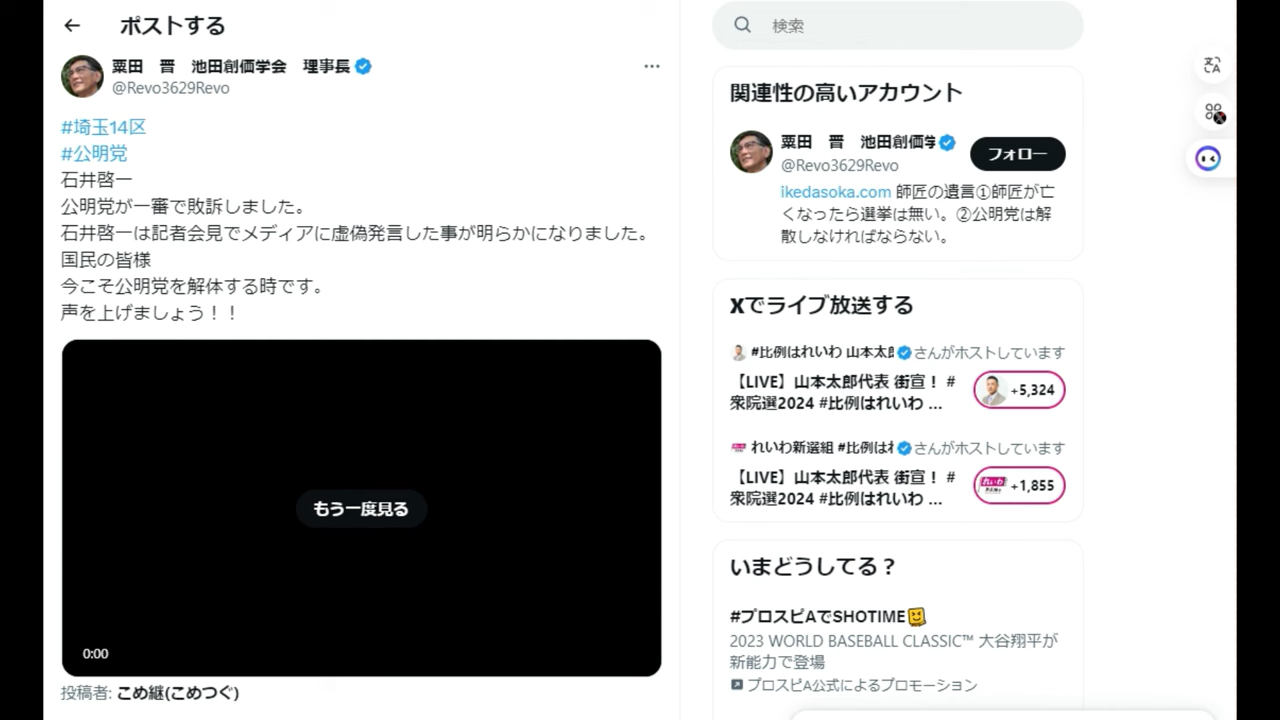 ポストする
粟田　晋　池田創価学会　理事長
@Revo3629Revo
#埼玉14区
#公明党
石井啓一
公明党が一審で敗訴しました。
石井啓一は記者会見でメディアに虚偽発言した事が明らかになりました。
国民の皆様
今こそ公明党を解体する時です。
声を上げましょう！！
もう一度見る
0:00
投稿者: こめ継(こめつぐ)
検索
関連性の高いアカウント
粟田　晋　池田創価学
@Revo3629Revo
フォロー
ikedasoka.com 師匠の遺言①師匠が亡
くなったら選挙は無い。②公明党は解
散しなければならない。
Xでライブ放送する
#比例はれいわ 山本太郎 さんがホストしています
【LIVE】山本太郎代表 街宣！ #
衆院選2024 #比例はれいわ ...
+5,324
れいわ新選組 #比例はれ さんがホストしています
【LIVE】山本太郎代表 街宣！ #
衆院選2024 #比例はれいわ ...
れいわ
+1,855
いまどうしてる？
#プロスピAでSHOTIME
2023 WORLD BASEBALL CLASSIC™ 大谷翔平が
新能力で登場
プロスピA公式によるプロモーション